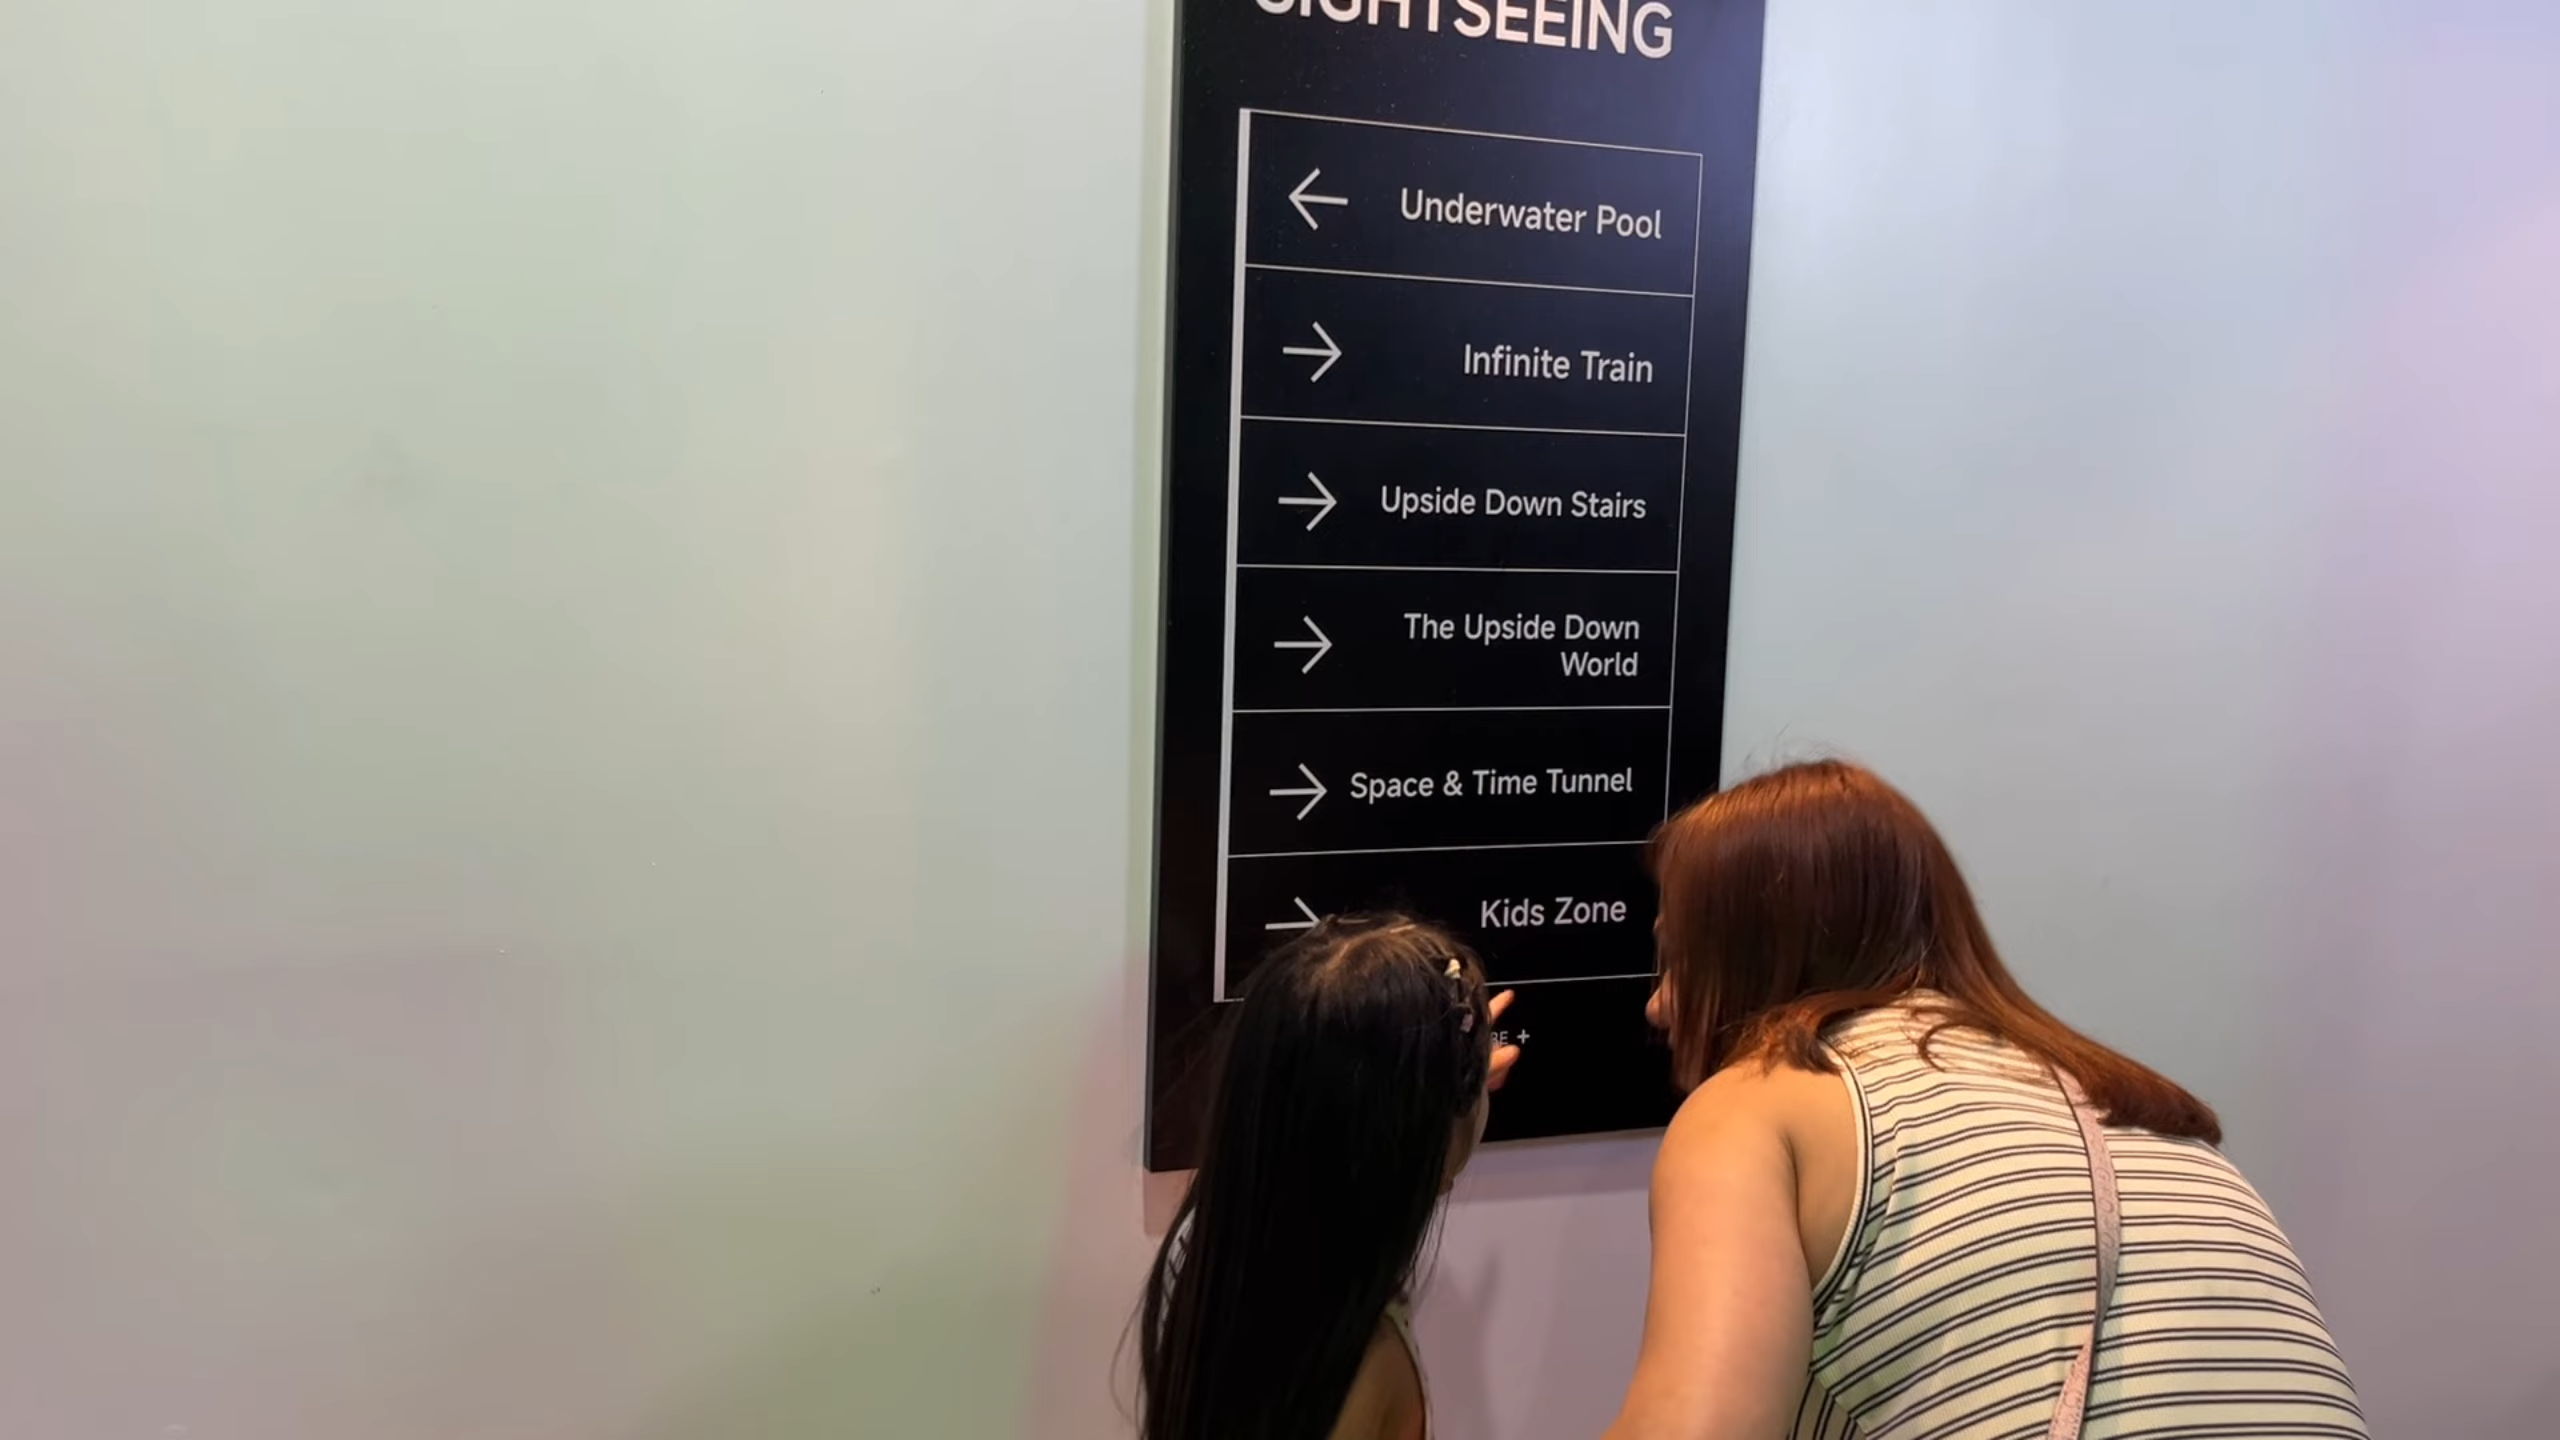 SIGHTSEEING
← Underwater Pool
→ Infinite Train
→ Upside Down Stairs
→ The Upside Down
World
→ Space & Time Tunnel
→ Kids Zone
+